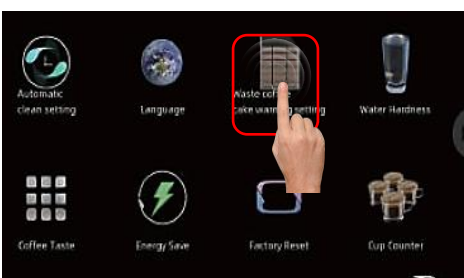 Automatic
clean setting
Language
Waste coffee
cake warning setting
Water Hardness
Coffee Taste
Energy Save
Factory Reset
Cup Counter